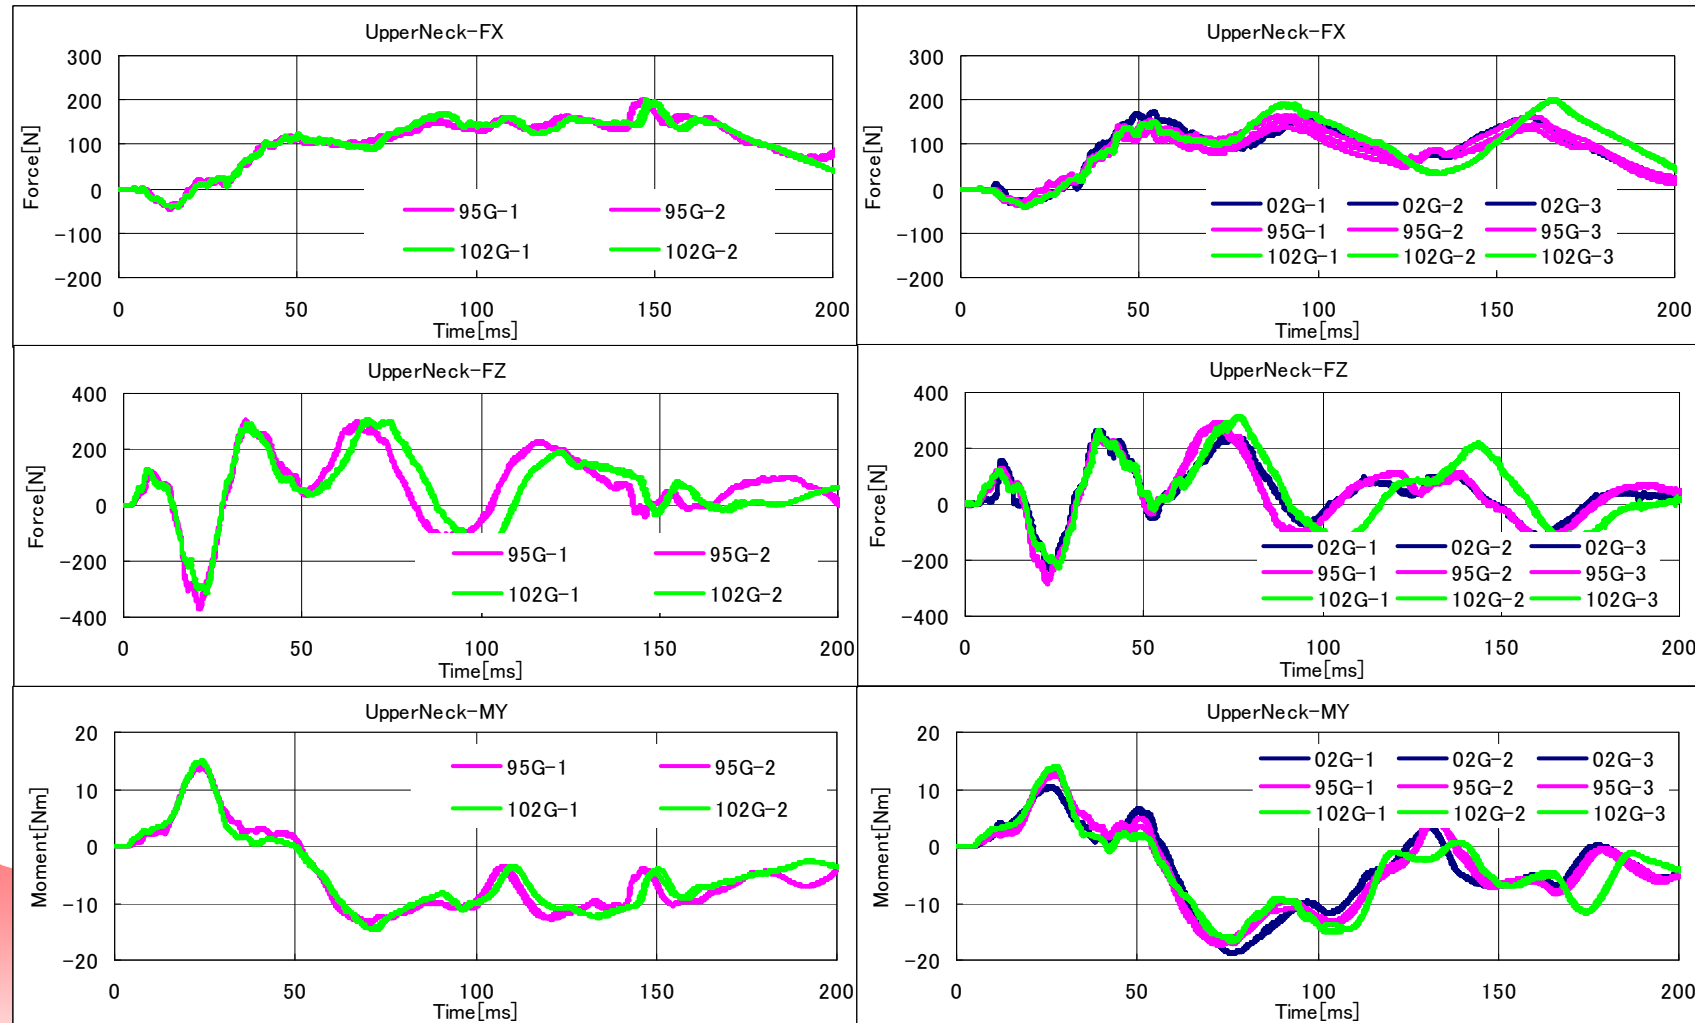 UpperNeck-FX
300
200
100
0
-100
-200
Force[N]
95G-1 95G-2
102G-1 102G-2
0 50 100 150 200
Time[ms]
UpperNeck-FX
300
200
100
0
-100
-200
Force[N]
02G-1 02G-2 02G-3
95G-1 95G-2 95G-3
102G-1 102G-2 102G-3
0 50 100 150 200
Time[ms]
UpperNeck-FZ
400
200
0
-200
-400
Force[N]
95G-1 95G-2
102G-1 102G-2
0 50 100 150 200
Time[ms]
UpperNeck-FZ
400
200
0
-200
-400
Force[N]
02G-1 02G-2 02G-3
95G-1 95G-2 95G-3
102G-1 102G-2 102G-3
0 50 100 150 200
Time[ms]
UpperNeck-MY
20
10
0
-10
-20
Moment[Nm]
95G-1 95G-2
102G-1 102G-2
0 50 100 150 200
Time[ms]
UpperNeck-MY
20
10
0
-10
-20
Moment[Nm]
02G-1 02G-2 02G-3
95G-1 95G-2 95G-3
102G-1 102G-2 102G-3
0 50 100 150 200
Time[ms]